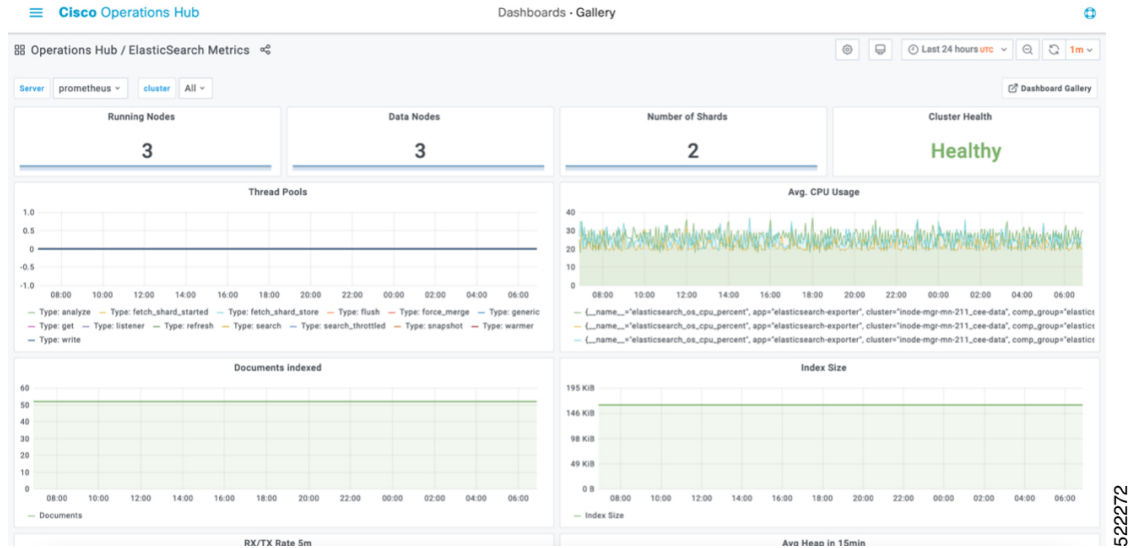 Cisco Operations Hub
Dashboards · Gallery
Operations Hub / ElasticSearch Metrics
Last 24 hours UTC
1m
Server prometheus cluster All
Dashboard Gallery
Running Nodes
3
Data Nodes
3
Number of Shards
2
Cluster Health
Healthy
Thread Pools
1.0
0.5
0
-0.5
-1.0
08:00 10:00 12:00 14:00 16:00 18:00 20:00 22:00 00:00 02:00 04:00 06:00
Type: analyze Type: fetch_shard_started Type: fetch_shard_store Type: flush Type: force_merge Type: generic
Type: get Type: listener Type: refresh Type: search Type: search_throttled Type: snapshot Type: warmer
Type: write
Avg. CPU Usage
40
30
20
10
0
08:00 10:00 12:00 14:00 16:00 18:00 20:00 22:00 00:00 02:00 04:00 06:00
{__name__="elasticsearch_os_cpu_percent", app="elasticsearch-exporter", cluster="inode-mgr-mn-211_cee-data", comp_group="elastics
{__name__="elasticsearch_os_cpu_percent", app="elasticsearch-exporter", cluster="inode-mgr-mn-211_cee-data", comp_group="elastics
{__name__="elasticsearch_os_cpu_percent", app="elasticsearch-exporter", cluster="inode-mgr-mn-211_cee-data", comp_group="elastics
Documents indexed
60
50
40
30
20
10
0
08:00 10:00 12:00 14:00 16:00 18:00 20:00 22:00 00:00 02:00 04:00 06:00
Documents
Index Size
195 KiB
146 KiB
98 KiB
49 KiB
0 B
08:00 10:00 12:00 14:00 16:00 18:00 20:00 22:00 00:00 02:00 04:00 06:00
Index Size
RX/TX Rate 5m
Avg Heap in 15min
522272